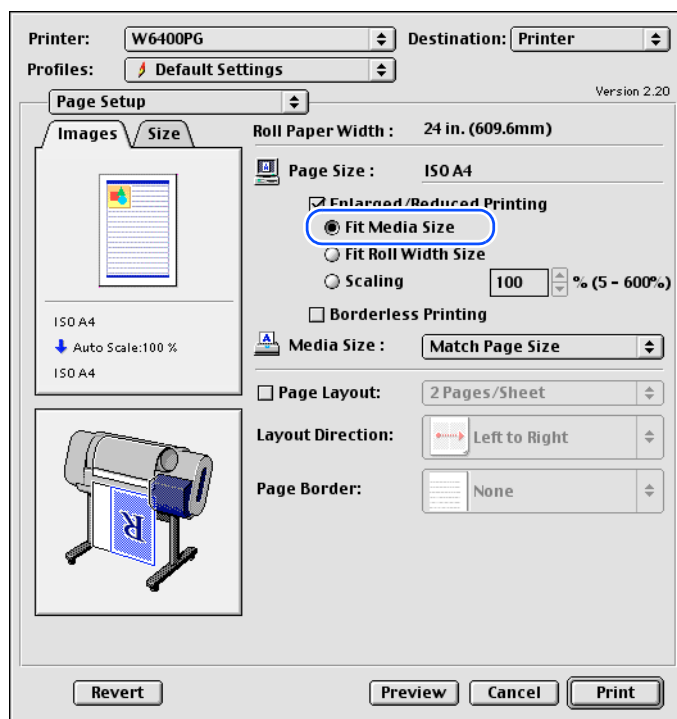 Printer: W6400PG Destination: Printer
Profiles: Default Settings
Version 2.20
Page Setup
Images Size
Roll Paper Width : 24 in. (609.6mm)
Page Size : ISO A4
Enlarged/Reduced Printing
Fit Media Size
Fit Roll Width Size
Scaling 100 % (5 - 600%)
Borderless Printing
ISO A4
Auto Scale:100 %
ISO A4
Media Size : Match Page Size
Page Layout: 2 Pages/Sheet
Layout Direction: Left to Right
Page Border: None
R
Revert Preview Cancel Print